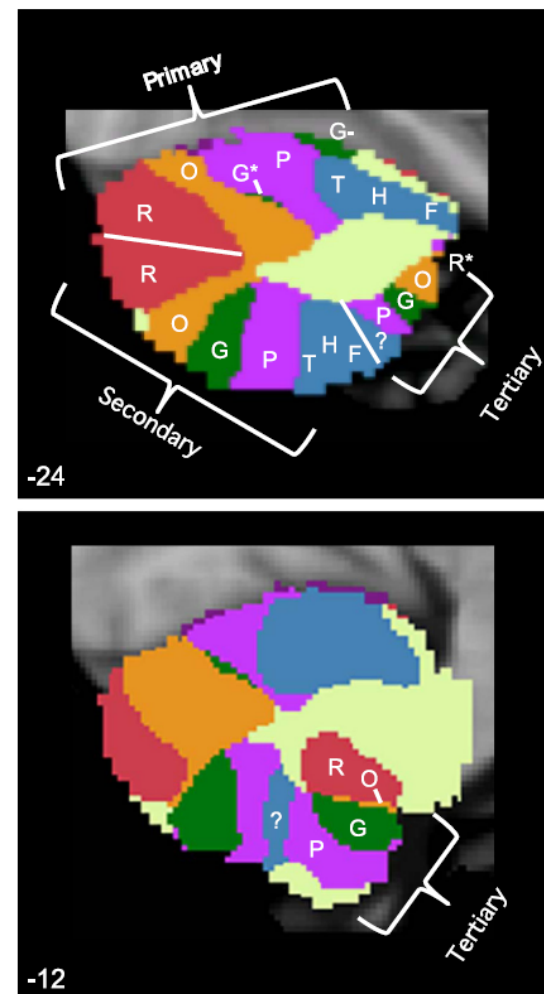 Primary
G-
P
O
G*
T
H
F
R
R
R*
O
G
P
?
O
G
P
T
H
F
Tertiary
Secondary
-24
R
O
?
G
P
Tertiary
-12